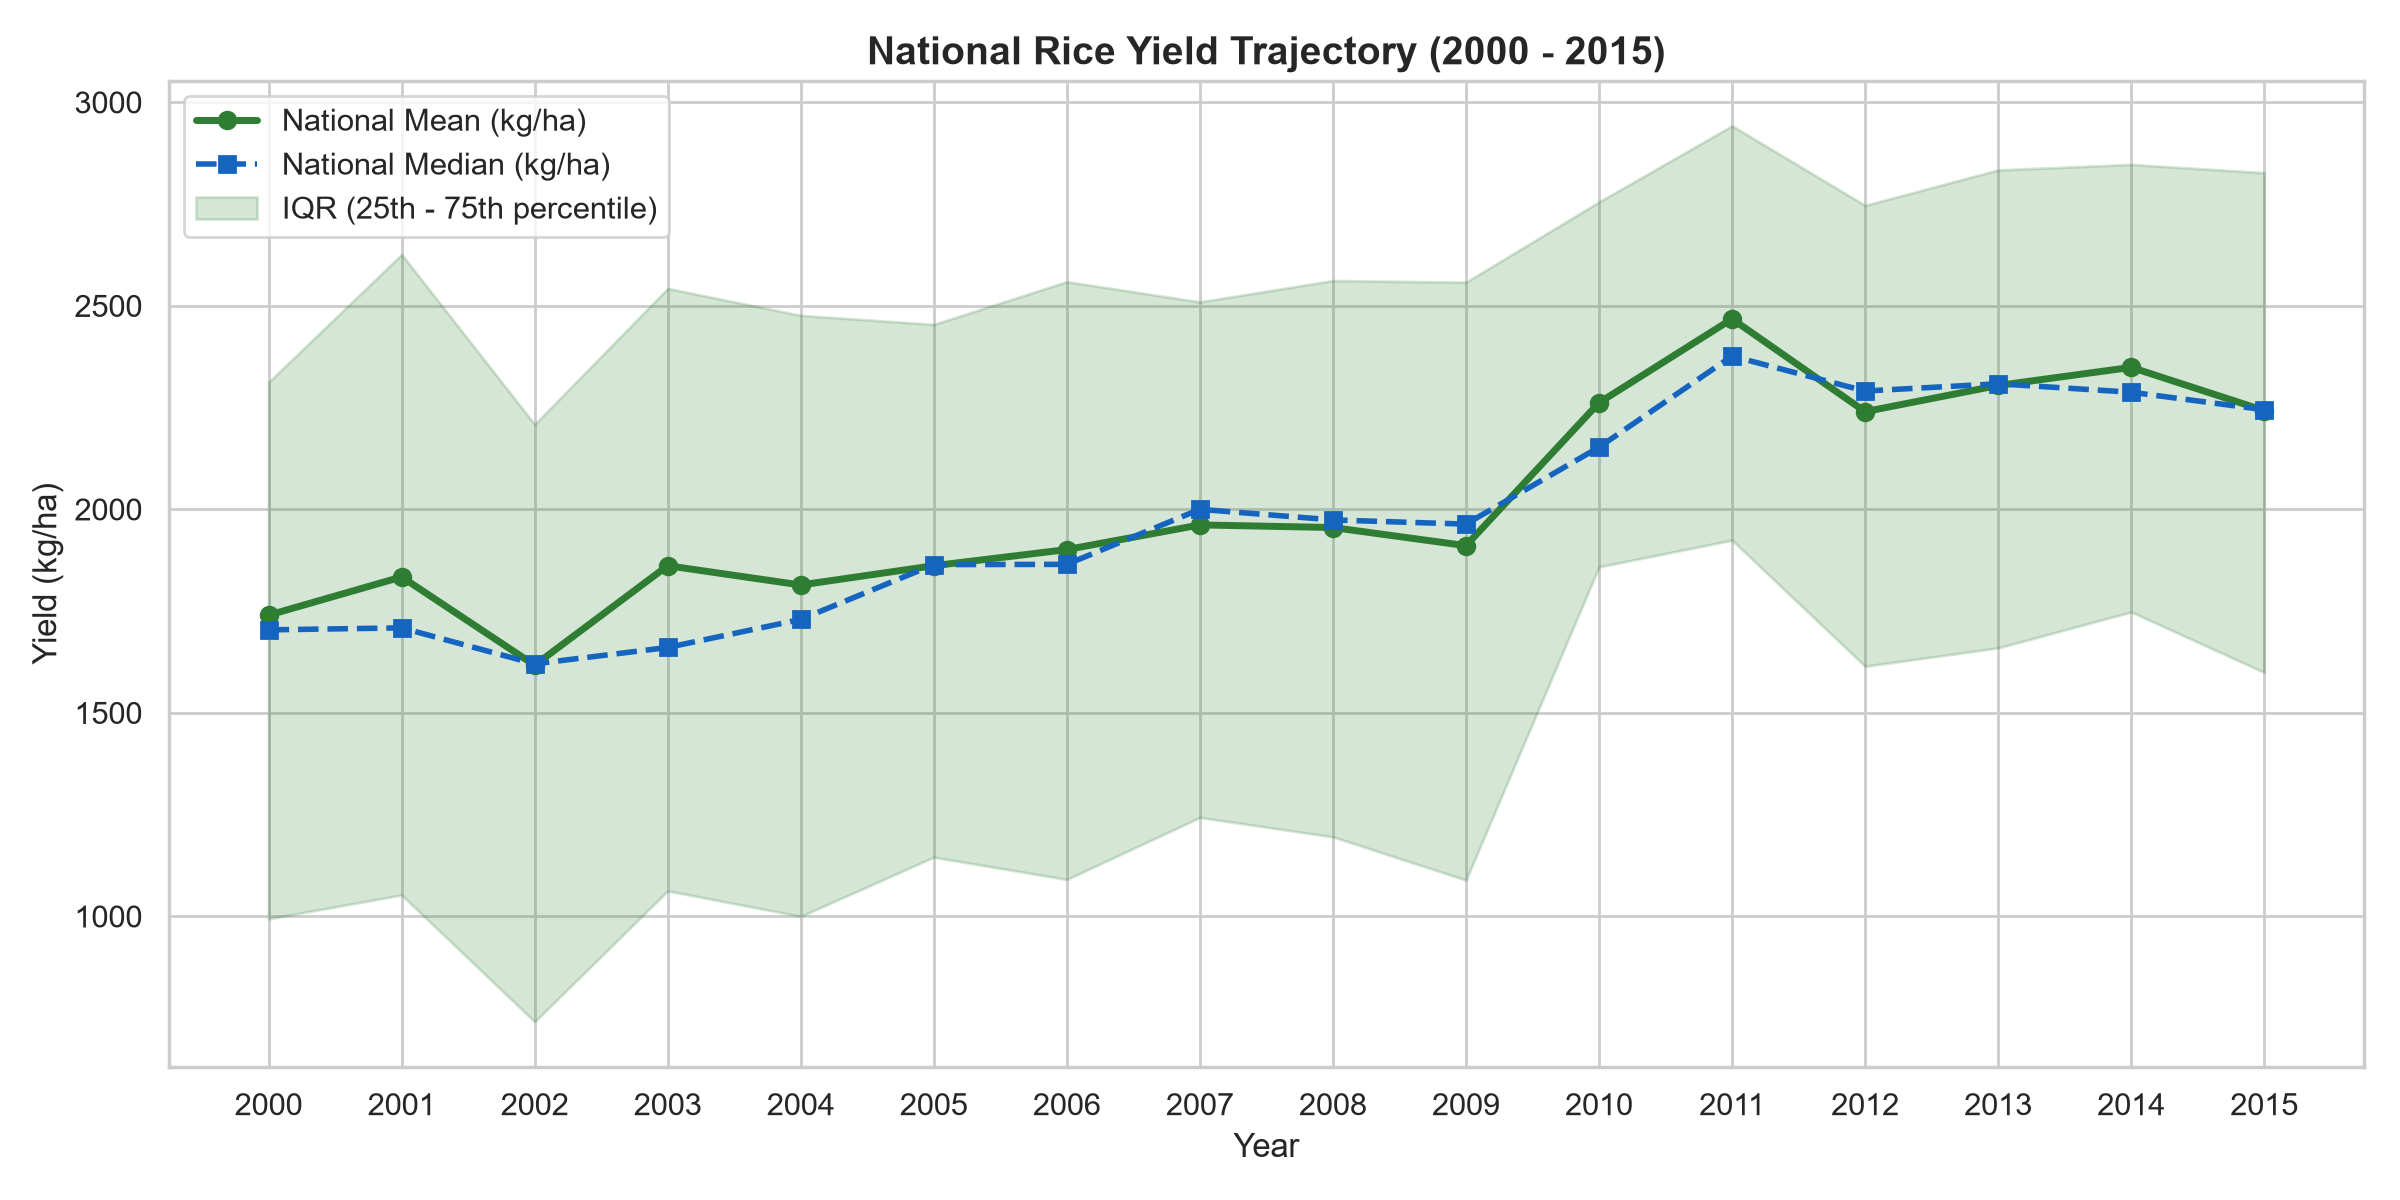 National Rice Yield Trajectory (2000 - 2015)
National Mean (kg/ha)
National Median (kg/ha)
IQR (25th - 75th percentile)
Yield (kg/ha)
3000
2500
2000
1500
1000
2000 2001 2002 2003 2004 2005 2006 2007 2008 2009 2010 2011 2012 2013 2014 2015
Year